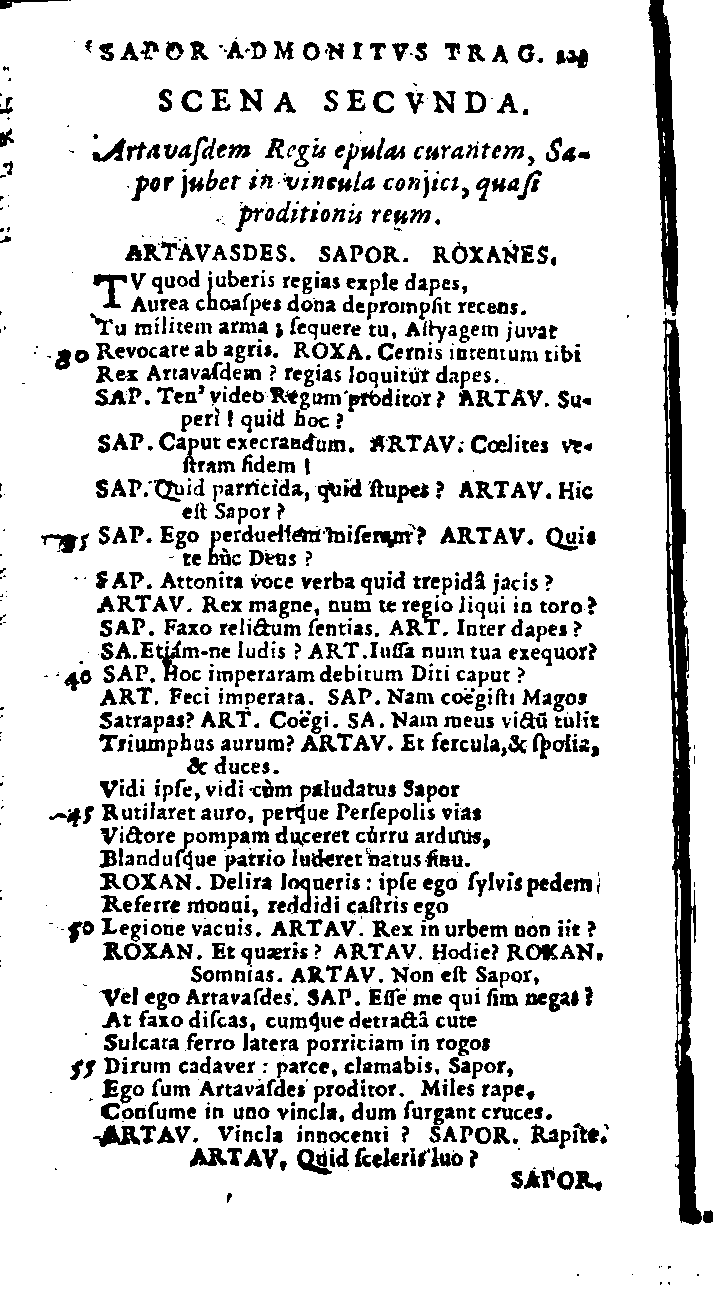 SAPOR ADMONITVS TRAG.
SCENA SECVNDA.
Artavaſdem Regis epulas curantem, Sa-
por jubet in vincula conjici, quaſi
proditionis reum.
ARTAVASDES. SAPOR. ROXANES.
TV quod juberis regias exple dapes,
Aurea choaſpes dona deprompſit recens.
Tu militem arma; ſequere tu, Aſtyagem juvat
80 Revocare ab agris. ROXA. Cernis intentum tibi
Rex Artavaſdem? regias loquitur dapes.
SAP. Ten' video Regum proditor? ARTAV. Su-
perì! quid hoc?
SAP. Caput execrandum. ARTAV. Cœlites ve-
ſtram fidem!
SAP. Quid parricida, quid ſtupes? ARTAV. Hic
eſt Sapor?
35 SAP. Ego perduellem miſerum? ARTAV. Quis
te hûc Deus?
SAP. Attonita voce verba quid trepidâ jacis?
ARTAV. Rex magne, num te regio liqui in toro?
SAP. Faxo relictum ſentias. ART. Inter dapes?
SA. Etjam-ne ludis? ART. Iuſſa num tua exequor?
40 SAP. Hoc imperaram debitum Diti caput?
ART. Feci imperata. SAP. Nam coëgiſti Magos
Satrapas? ART. Coëgi. SA. Nam meus victũ tulit
Triumphus aurum? ARTAV. Et fercula, & ſpolia,
& duces.
Vidi ipſe, vidi cùm paludatus Sapor
45 Rutilaret auro, perque Perſepolis vias
Victore pompam duceret cûrru arduus,
Blanduſque patrio luderet natus ſinu.
ROXAN. Delira loqueris: ipſe ego ſylvis pedem
Referre monui, reddidi caſtris ego
50 Legione vacuis. ARTAV. Rex in urbem non iit?
ROXAN. Et quæris? ARTAV. Hodie? ROXAN.
Somnias. ARTAV. Non eſt Sapor,
Vel ego Artavaſdes. SAP. Eſſe me qui ſim negas?
At faxo diſcas, cumque detractâ cute
Sulcata ferro latera porriciam in rogos
55 Dirum cadaver: parce, clamabis, Sapor,
Ego ſum Artavaſdes proditor. Miles rape,
Conſume in uno vincla, dum ſurgant cruces.
ARTAV. Vincla innocenti? SAPOR. Rapite.
ARTAV. Quid ſceleris luo?
SAPOR.